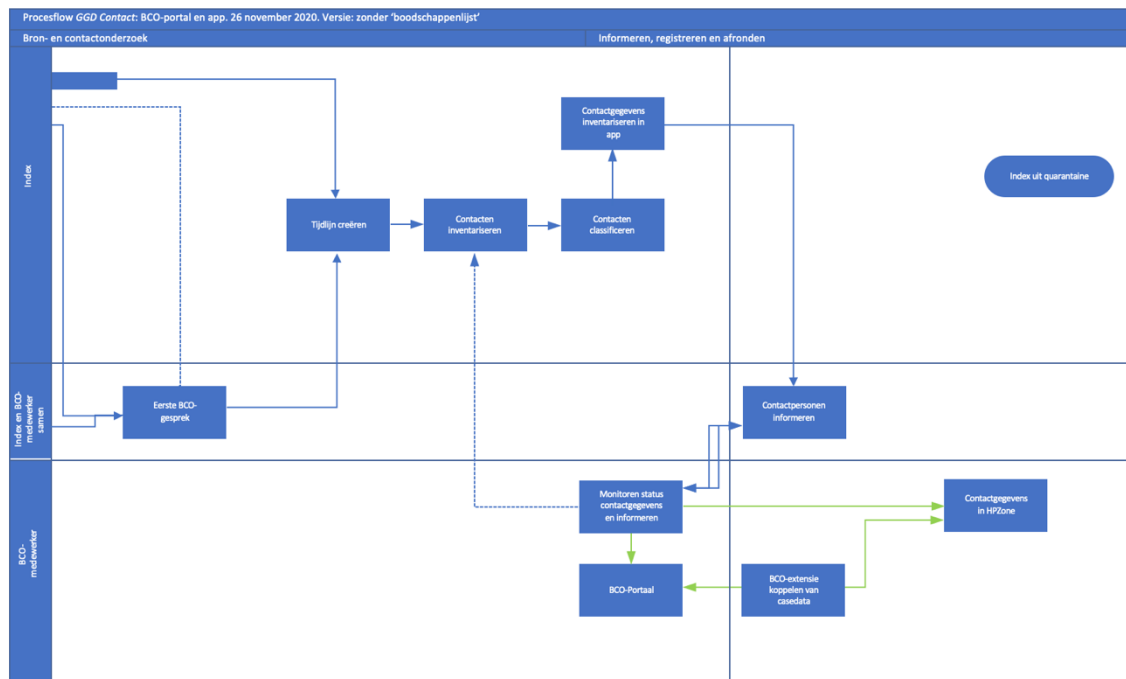 Procesflow GGD Contact: BCO-portal en app. 26 november 2020. Versie: zonder ‘boodschappenlijst’
Bron- en contactonderzoek
Informeren, registreren en afronden
Index
Contactgegevens
inventariseren in
app
Index uit quarantaine
Tijdlijn creëren
Contacten
inventariseren
Contacten
classificeren
Index en BCO-
medewerker
samen
Eerste BCO-
gesprek
Contactpersonen
informeren
BCO-
medewerker
Monitoren status
contactgegevens
en informeren
Contactgegevens
in HPZone
BCO-Portaal
BCO-extensie
koppelen van
casedata